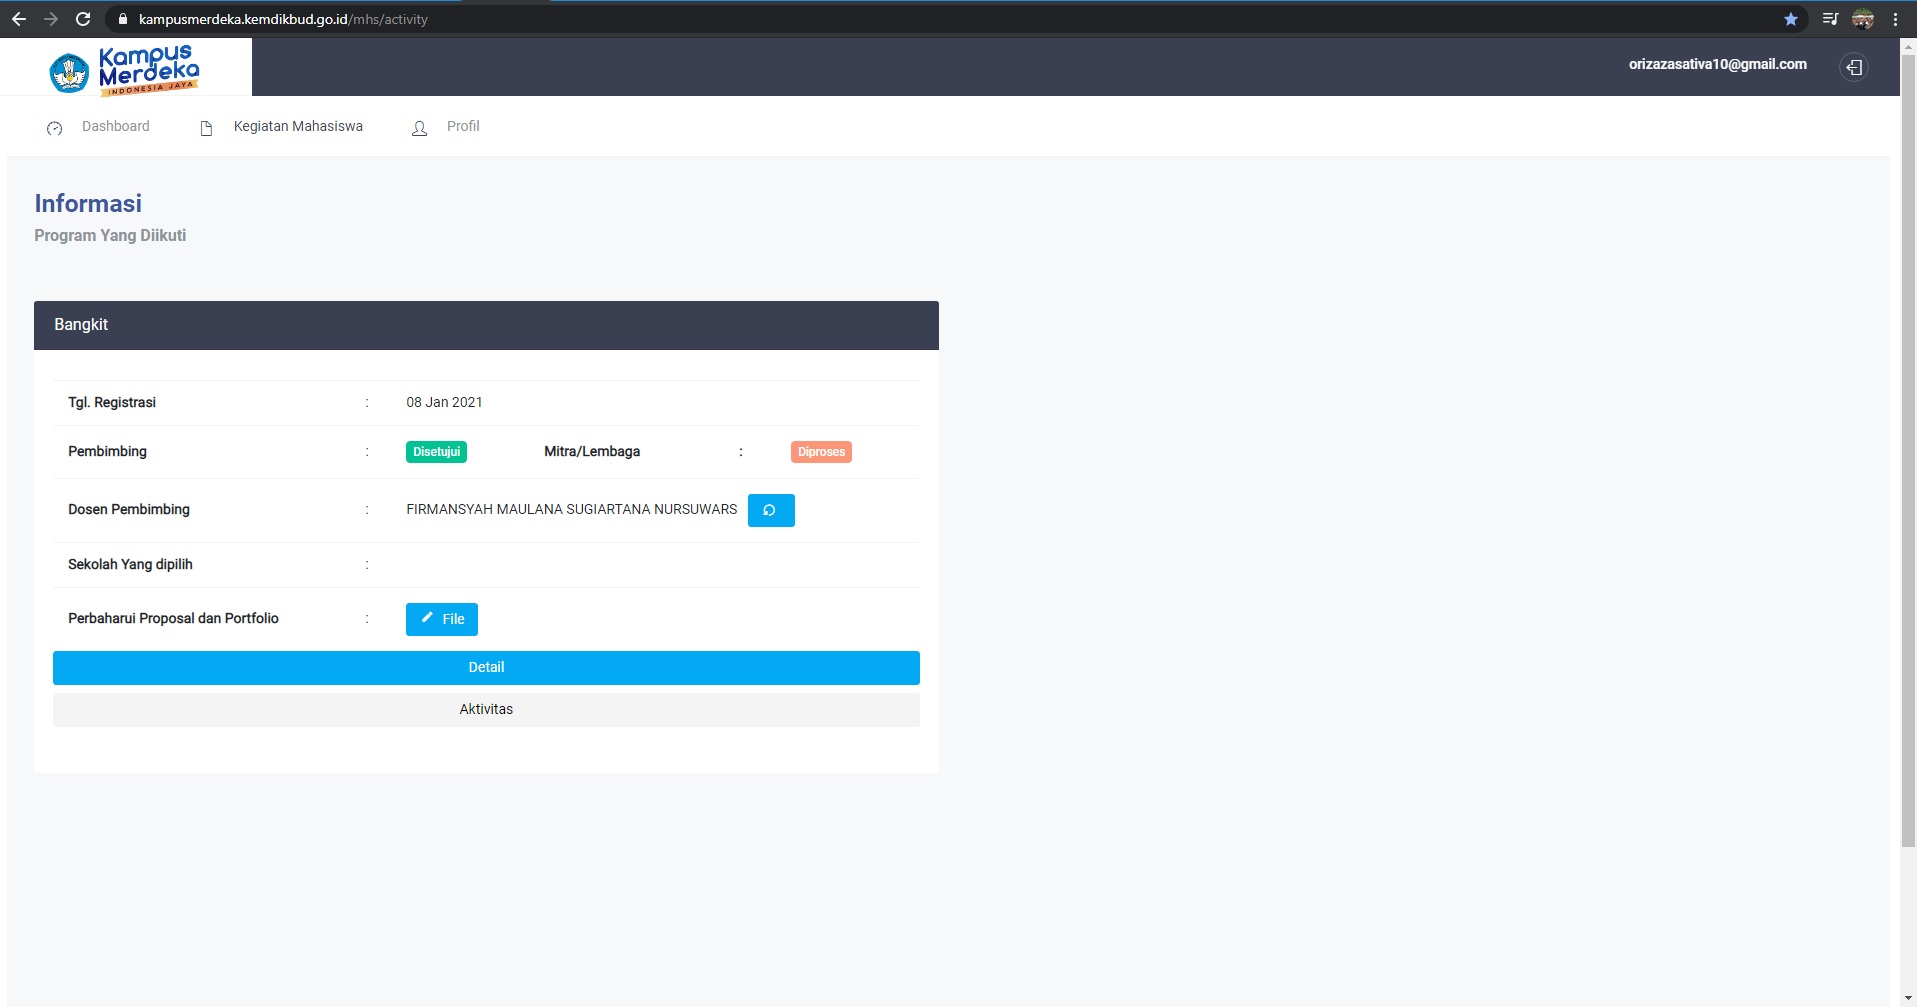 kampusmerdeka.kemdikbud.go.id/mhs/activity
Kampus
Merdeka
INDONESIA JAYA
orizazasativa10@gmail.com
Dashboard Kegiatan Mahasiswa Profil
Informasi
Program Yang Diikuti
Bangkit
Tgl. Registrasi : 08 Jan 2021
Pembimbing : Disetujui Mitra/Lembaga : Diproses
Dosen Pembimbing : FIRMANSYAH MAULANA SUGIARTANA NURSUWARS
Sekolah Yang dipilih :
Perbaharui Proposal dan Portfolio : File
Detail
Aktivitas